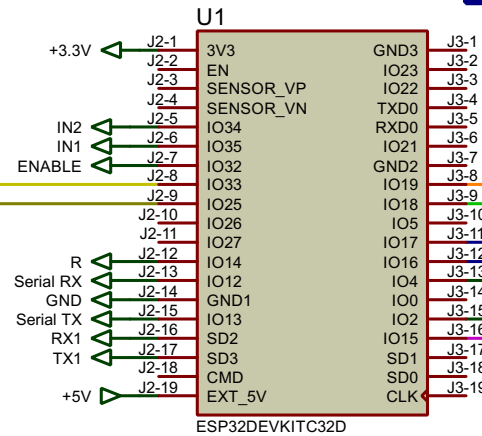 U1
+3.3V J2-1 3V3 GND3 J3-1
J2-2 EN IO23 J3-2
J2-3 SENSOR_VP IO22 J3-3
J2-4 SENSOR_VN TXD0 J3-4
IN2 J2-5 IO34 RXD0 J3-5
IN1 J2-6 IO35 IO21 J3-6
ENABLE J2-7 IO32 GND2 J3-7
J2-8 IO33 IO19 J3-8
J2-9 IO25 IO18 J3-9
J2-10 IO26 IO5 J3-10
J2-11 IO27 IO17 J3-11
R J2-12 IO14 IO16 J3-12
Serial RX J2-13 IO12 IO4 J3-13
GND J2-14 GND1 IO0 J3-14
Serial TX J2-15 IO13 IO2 J3-15
RX1 J2-16 SD2 IO15 J3-16
TX1 J2-17 SD3 SD1 J3-17
J2-18 CMD SD0 J3-18
+5V J2-19 EXT_5V CLK J3-19
ESP32DEVKITC32D